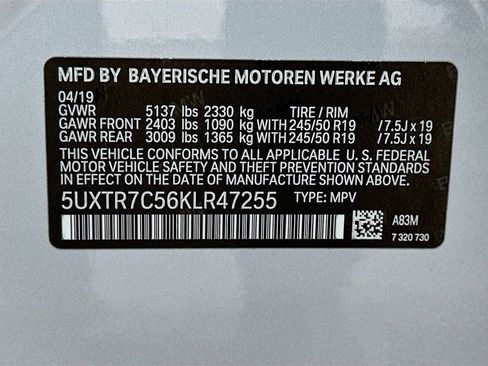 MFD BY BAYERISCHE MOTOREN WERKE AG
04/19
GVWR 5137 lbs 2330 kg TIRE / RIM
GAWR FRONT 2403 lbs 1090 kg WITH 245/50 R19 /7.5J x 19
GAWR REAR 3009 lbs 1365 kg WITH 245/50 R19 /7.5J x 19
THIS VEHICLE CONFORMS TO ALL APPLICABLE U. S. FEDERAL
MOTOR VEHICLE SAFETY AND THEFT PREVENTION STANDARDS IN
EFFECT ON THE DATE OF MANUFACTURE SHOWN ABOVE.
5UXTR7C56KLR47255 TYPE: MPV
A83M
7 320 730